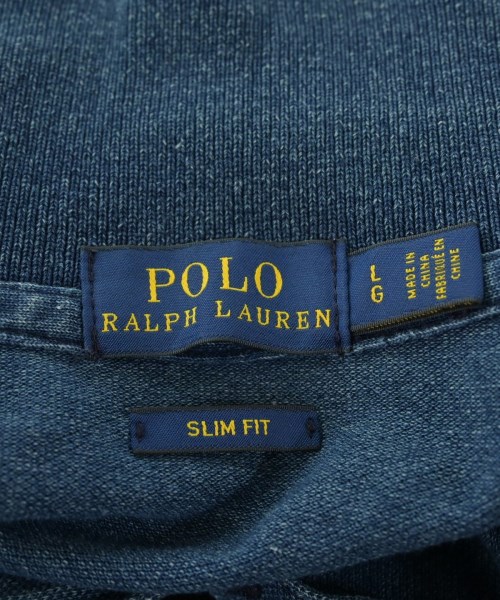 POLO
RALPH LAUREN
L
G
MADE IN
CHINA
FABRIQUÉ EN
CHINE
SLIM FIT